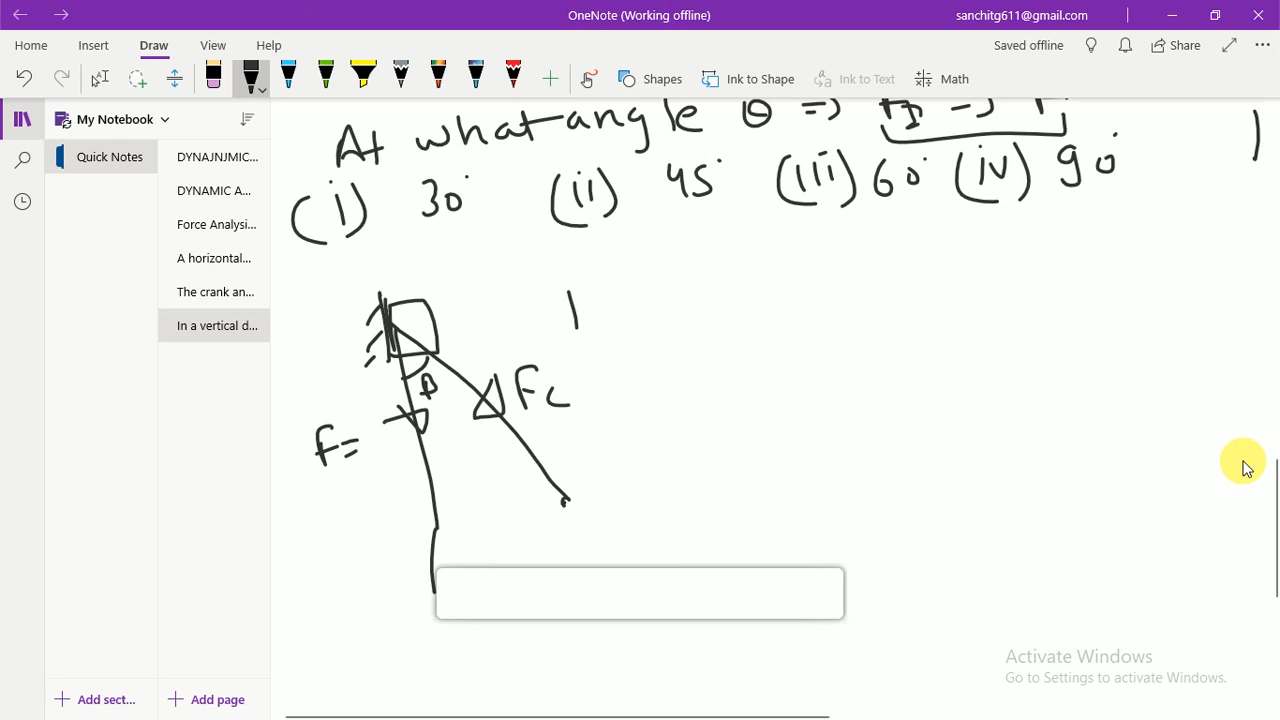 OneNote (Working offline)
sanchitg611@gmail.com
Home Insert Draw View Help
Saved offline Share
Shapes Ink to Shape Ink to Text Math
My Notebook
Quick Notes
DYNAJNJMIC...
DYNAMIC A...
Force Analysi...
A horizontal...
The crank an...
In a vertical d...
At what angle θ =>
(i) 30° (ii) 45° (iii) 60° (iv) 90°
θ
Fc
F=
Activate Windows
Go to Settings to activate Windows.
Add sect... Add page